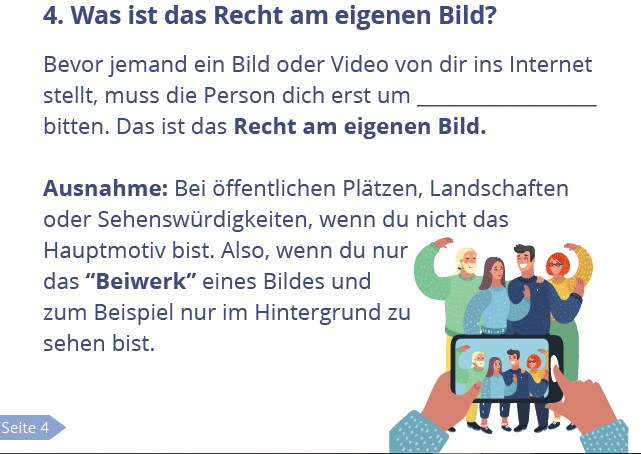 4. Was ist das Recht am eigenen Bild?
Bevor jemand ein Bild oder Video von dir ins Internet
stellt, muss die Person dich erst um ________________
bitten. Das ist das Recht am eigenen Bild.
Ausnahme: Bei öffentlichen Plätzen, Landschaften
oder Sehenswürdigkeiten, wenn du nicht das
Hauptmotiv bist. Also, wenn du nur
das “Beiwerk” eines Bildes und
zum Beispiel nur im Hintergrund zu
sehen bist.
Seite 4